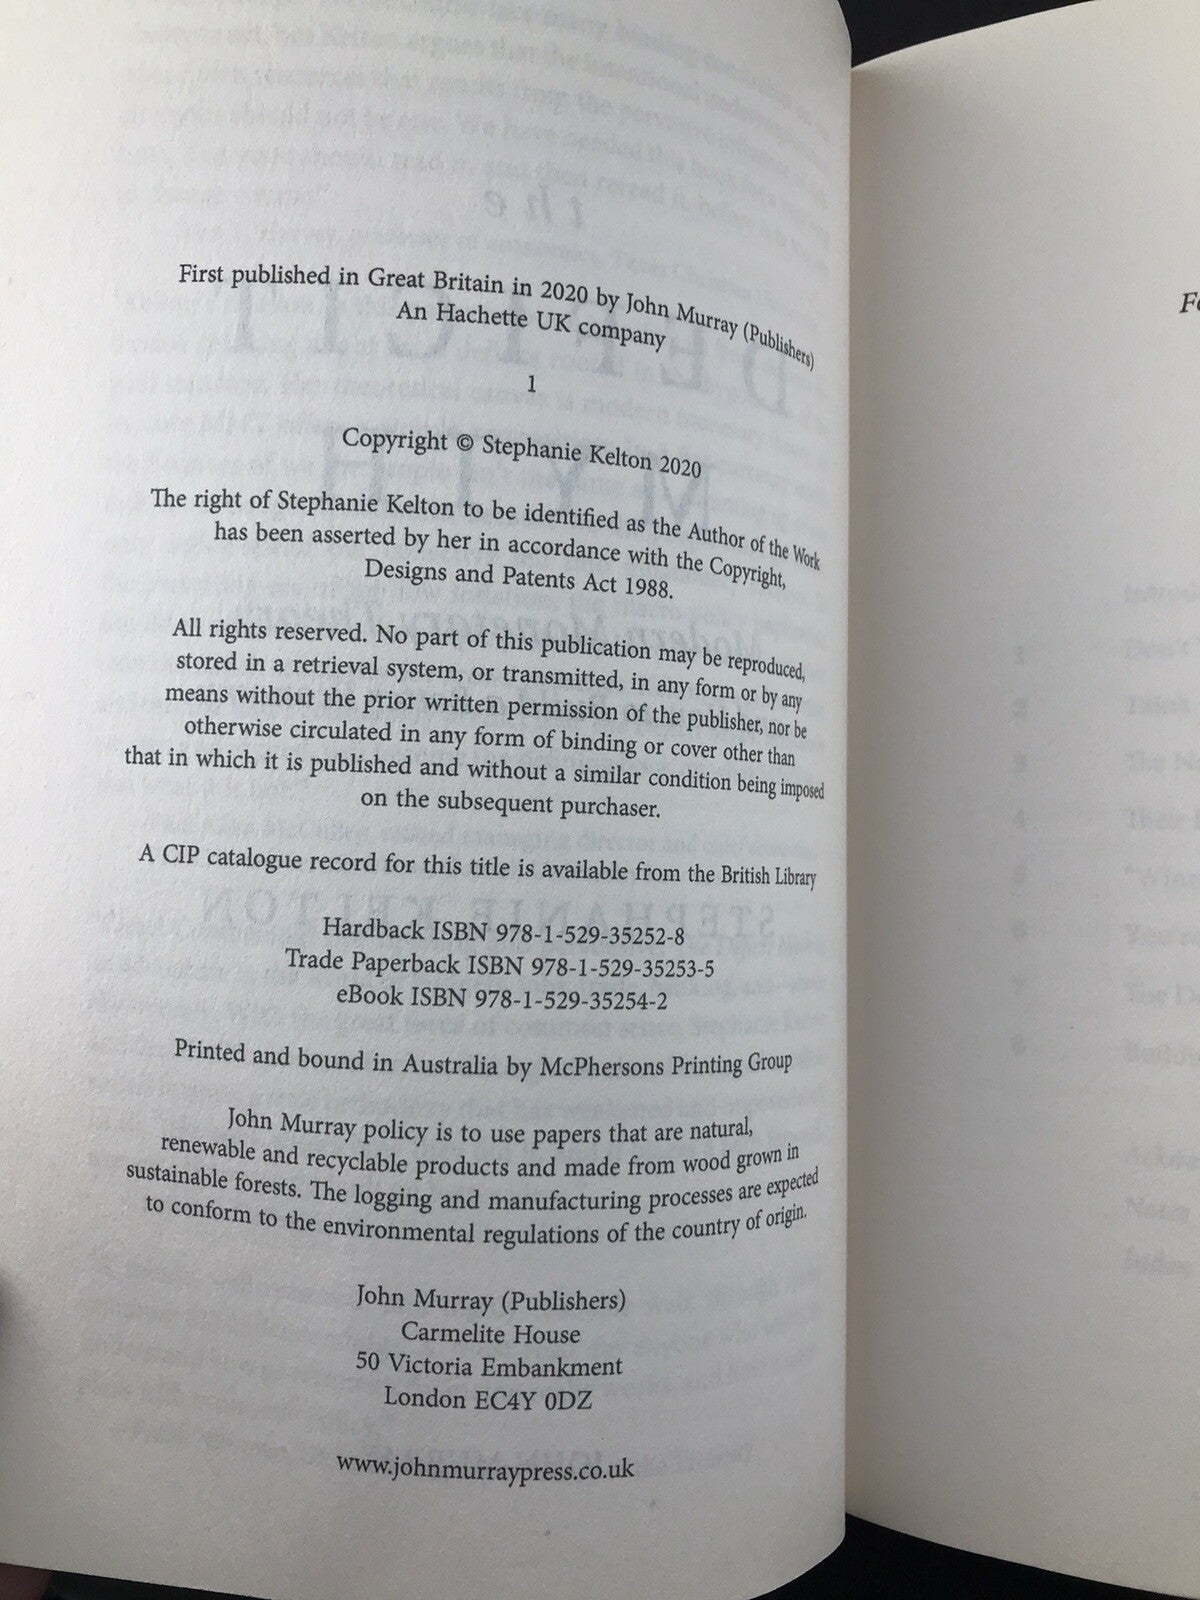 First published in Great Britain in 2020 by John Murray (Publishers)
An Hachette UK company
1
Copyright © Stephanie Kelton 2020
The right of Stephanie Kelton to be identified as the Author of the Work
has been asserted by her in accordance with the Copyright,
Designs and Patents Act 1988.
All rights reserved. No part of this publication may be reproduced,
stored in a retrieval system, or transmitted, in any form or by any
means without the prior written permission of the publisher, nor be
otherwise circulated in any form of binding or cover other than
that in which it is published and without a similar condition being imposed
on the subsequent purchaser.
A CIP catalogue record for this title is available from the British Library
Hardback ISBN 978-1-529-35252-8
Trade Paperback ISBN 978-1-529-35253-5
eBook ISBN 978-1-529-35254-2
Printed and bound in Australia by McPhersons Printing Group
John Murray policy is to use papers that are natural,
renewable and recyclable products and made from wood grown in
sustainable forests. The logging and manufacturing processes are expected
to conform to the environmental regulations of the country of origin.
John Murray (Publishers)
Carmelite House
50 Victoria Embankment
London EC4Y 0DZ
www.johnmurraypress.co.uk